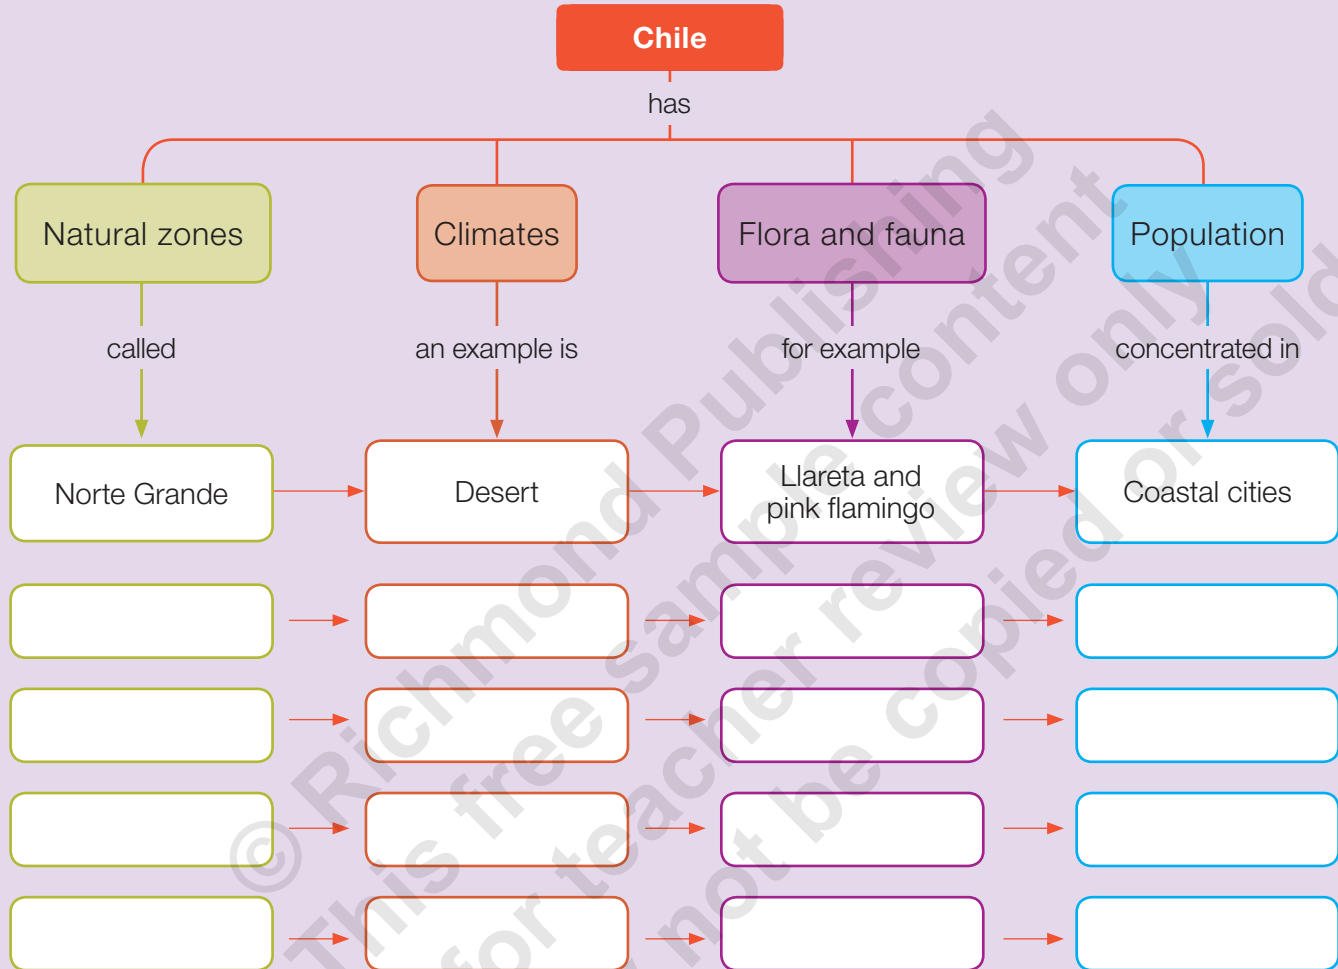 Chile
has
Natural zones
Climates
Flora and fauna
Population
called
an example is
for example
concentrated in
Norte Grande
Desert
Llareta and
pink flamingo
Coastal cities
© Richmond Publishing
This free sample content
for teacher review only
not be copied or sold